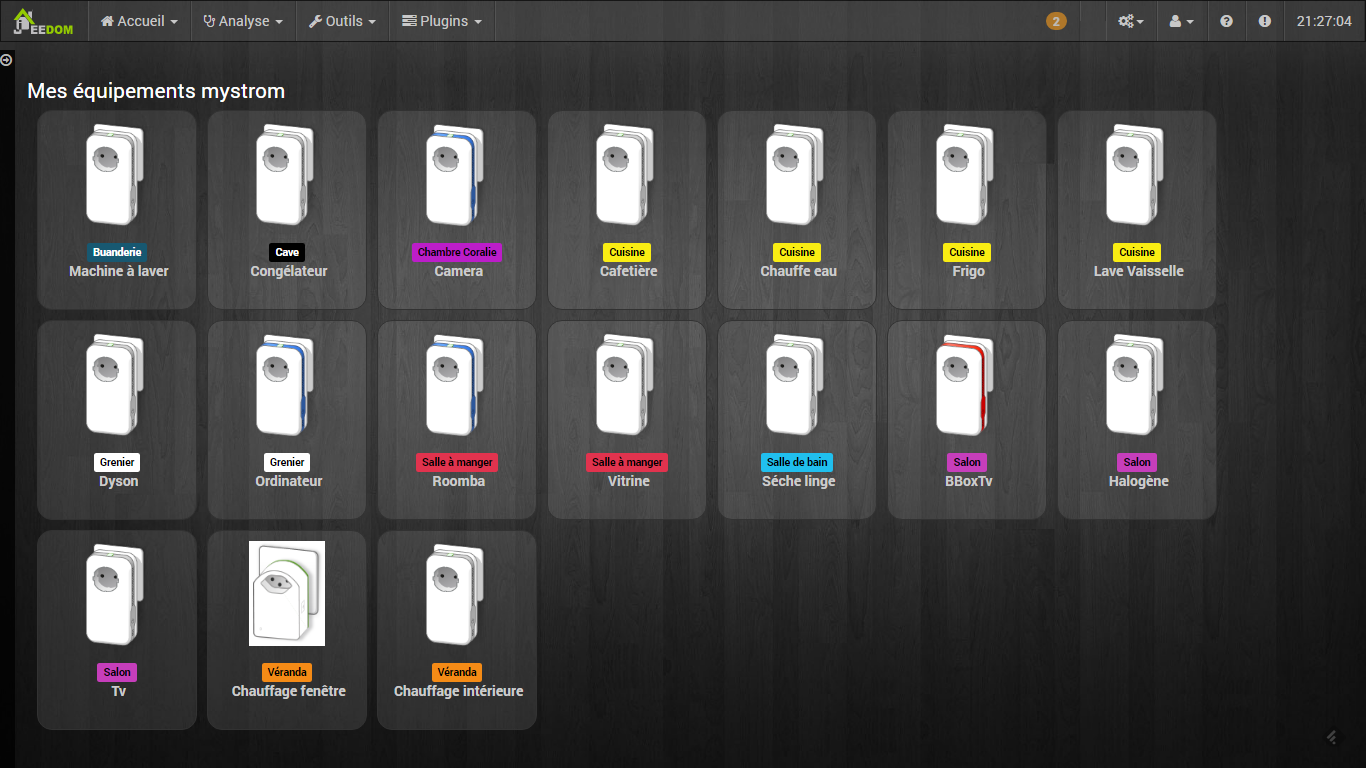 JEEDOM Accueil Analyse Outils Plugins 2 21:27:04
Mes équipements mystrom
Buanderie Cave Chambre Coralie Cuisine Cuisine Cuisine Cuisine
Machine à laver Congélateur Camera Cafetière Chauffe eau Frigo Lave Vaisselle
Grenier Grenier Salle à manger Salle à manger Salle de bain Salon Salon
Dyson Ordinateur Roomba Vitrine Séche linge BBoxTv Halogène
Salon Véranda Véranda
Tv Chauffage fenêtre Chauffage intérieure